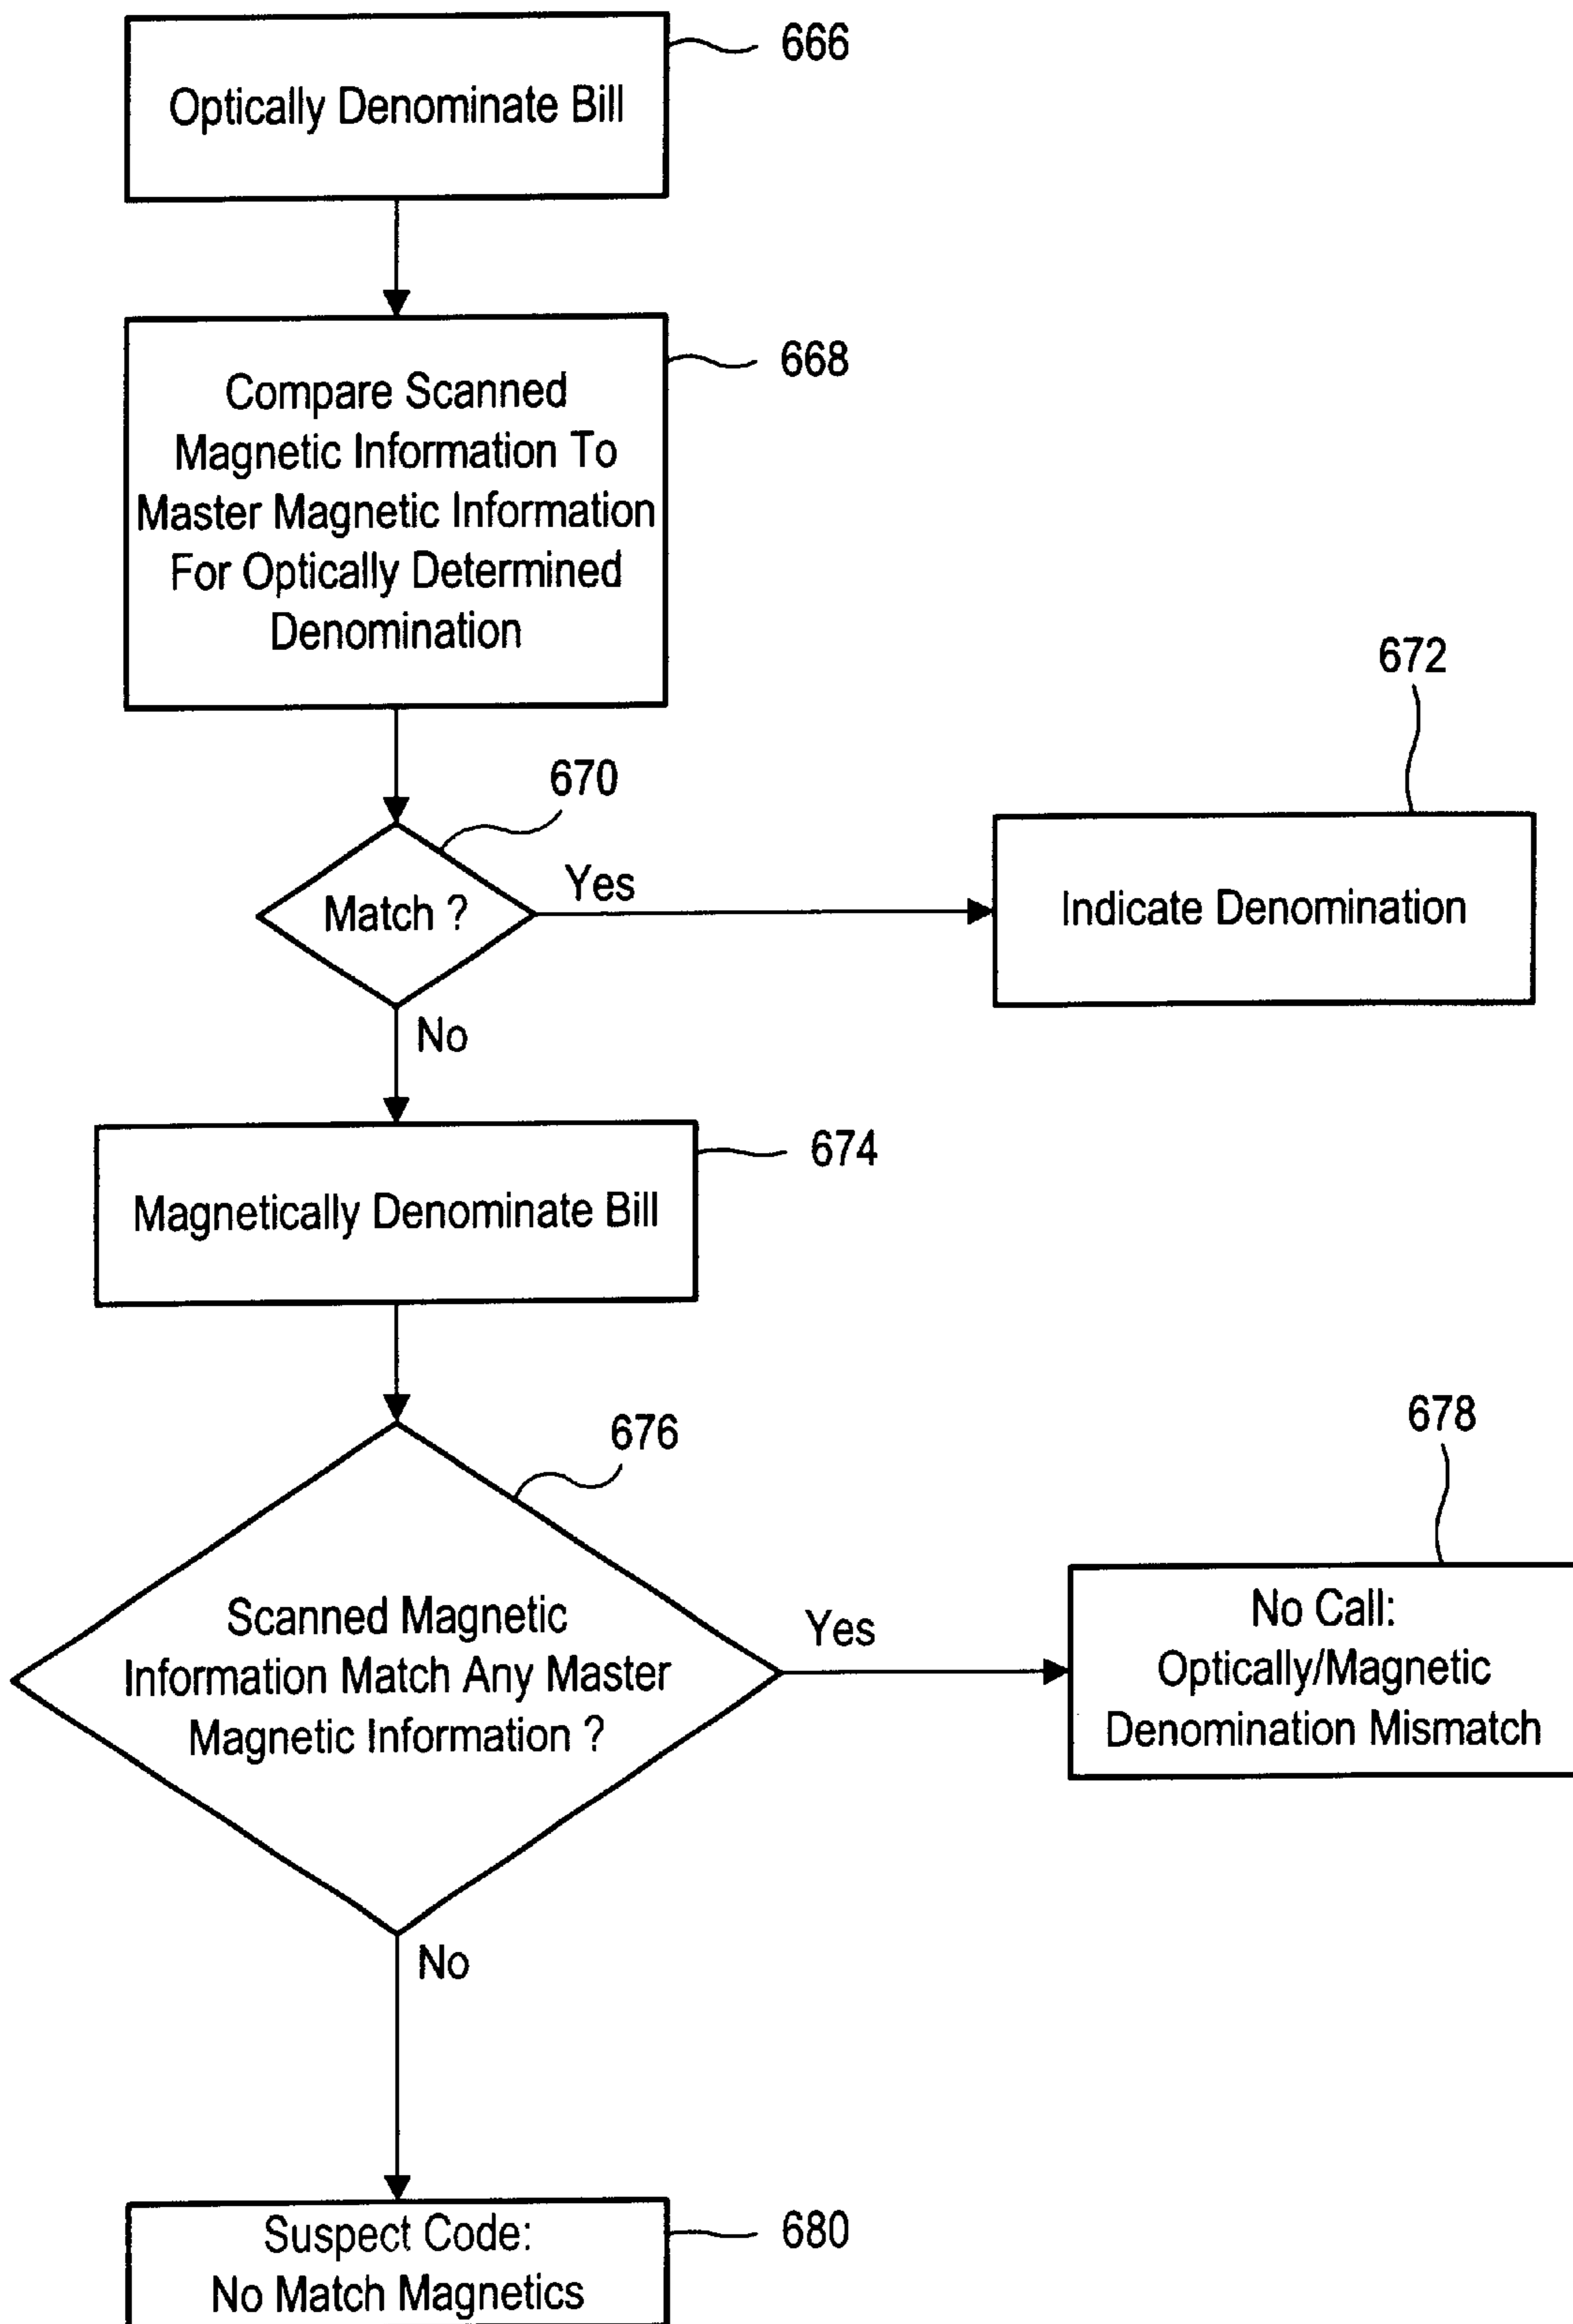 666
Optically Denominate Bill
668
Compare Scanned
Magnetic Information To
Master Magnetic Information
For Optically Determined
Denomination
672
670
Match ?
Yes
Indicate Denomination
No
674
Magnetically Denominate Bill
676
678
Scanned Magnetic
Information Match Any Master
Magnetic Information ?
Yes
No Call:
Optically/Magnetic
Denomination Mismatch
No
Suspect Code:
No Match Magnetics
680